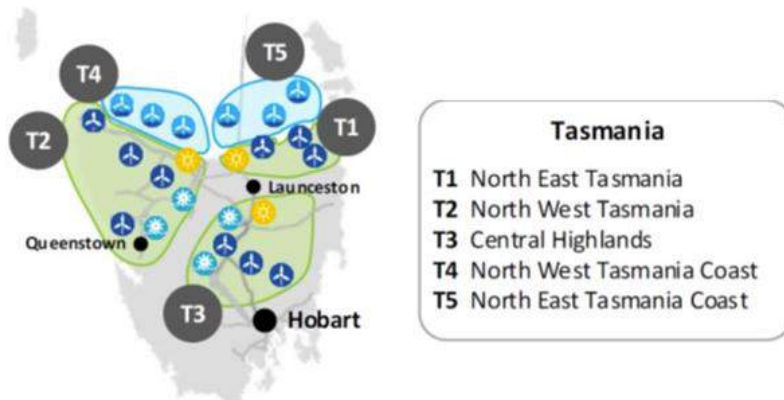 T5
T4
T1
T2
Launceston
Queenstown
T3
Hobart
Tasmania
T1 North East Tasmania
T2 North West Tasmania
T3 Central Highlands
T4 North West Tasmania Coast
T5 North East Tasmania Coast